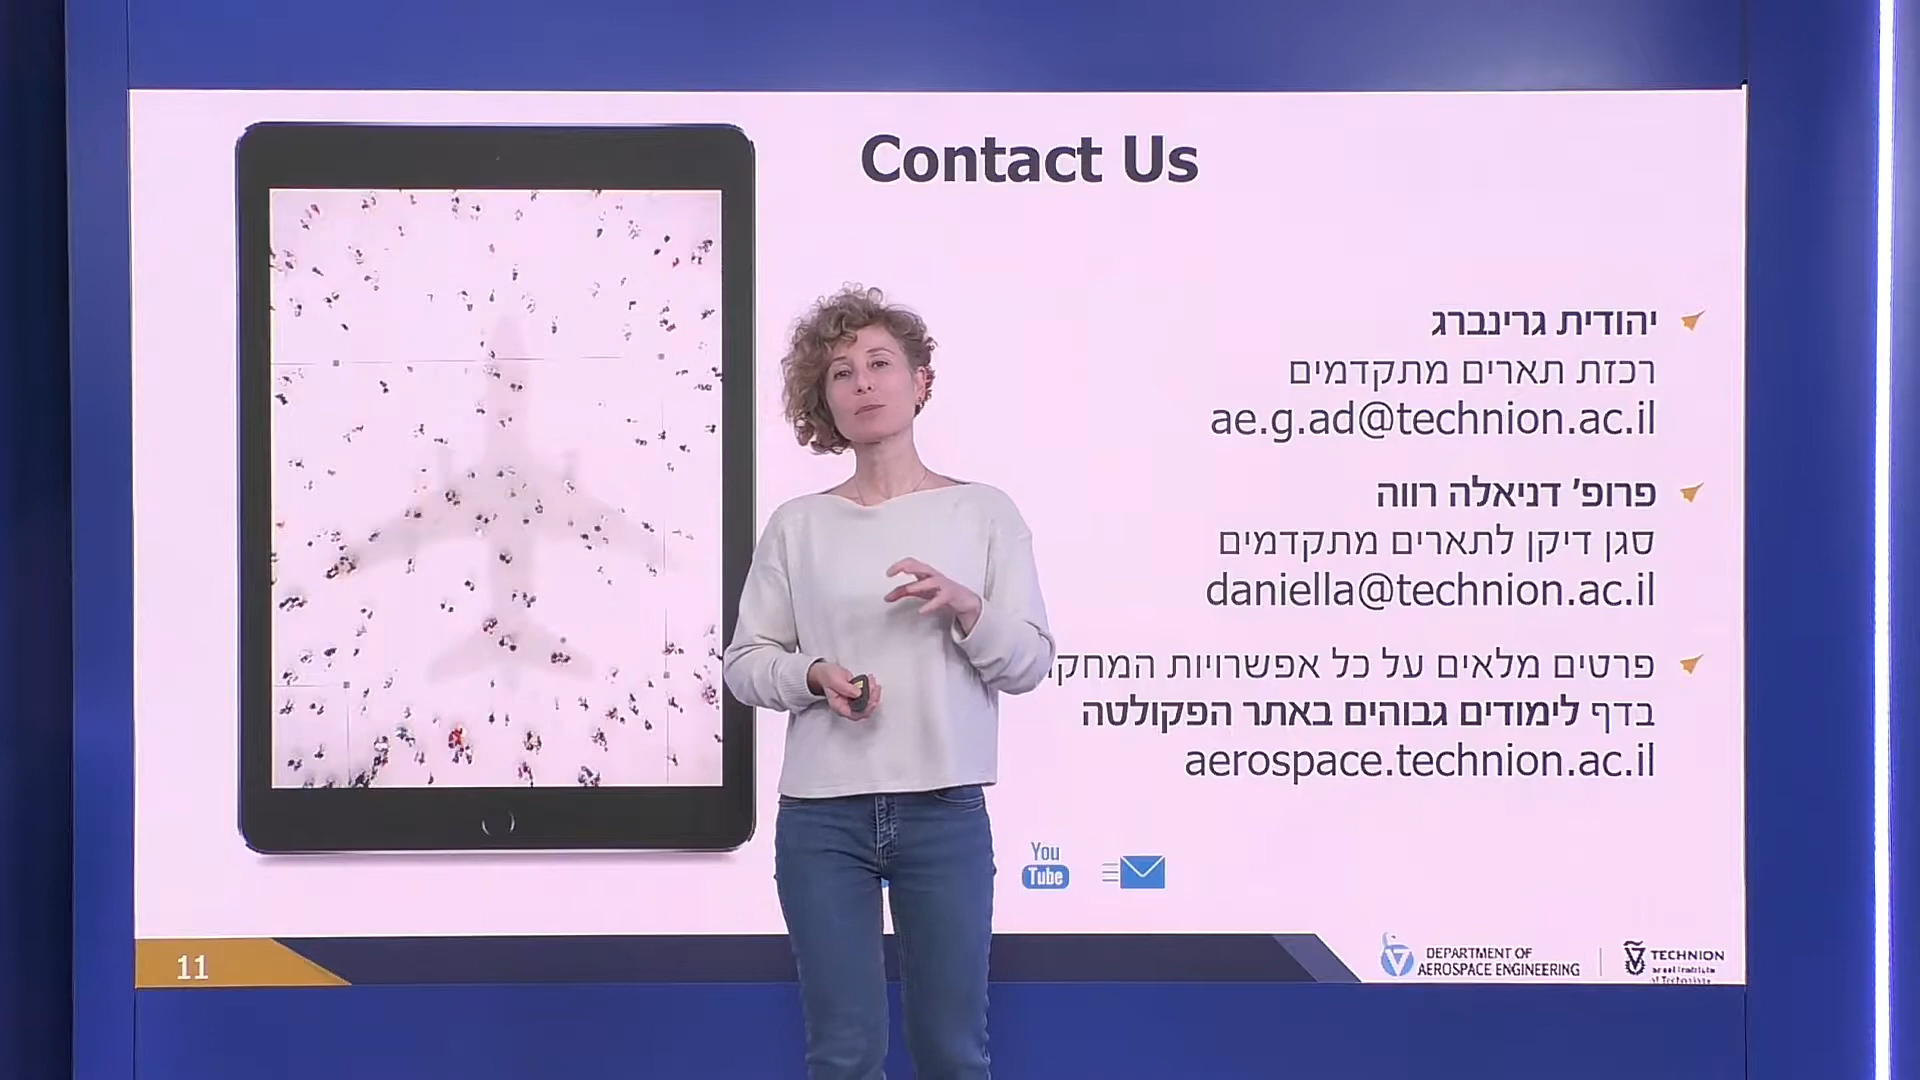 Contact Us
יהודית גרינברג
רכזת תארים מתקדמים
ae.g.ad@technion.ac.il
פרופ' דניאלה רווה
סגן דיקן לתארים מתקדמים
daniella@technion.ac.il
פרטים מלאים על כל אפשרויות
בדף לימודים גבוהים באתר הפקולטה
aerospace.technion.ac.il
You
Tube
11
DEPARTMENT OF
AEROSPACE ENGINEERING
TECHNION